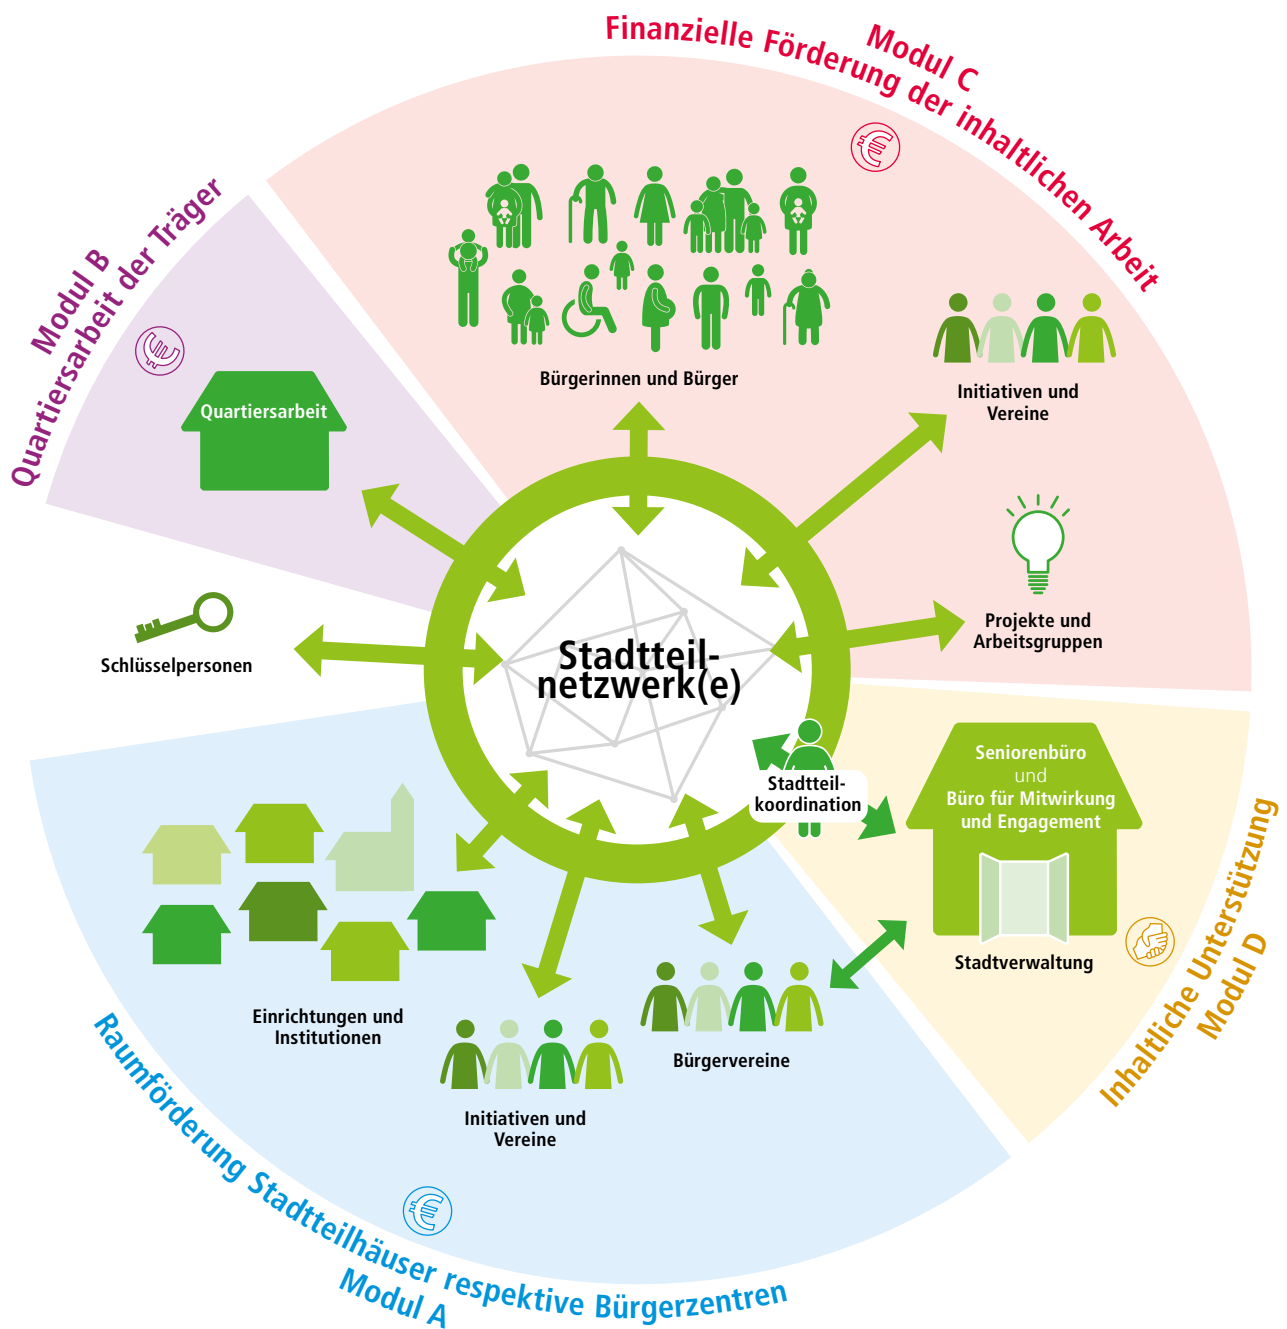 Modul C
Finanzielle Förderung der inhaltlichen Arbeit
Modul B
Quartiersarbeit der Träger
Quartiersarbeit
Bürgerinnen und Bürger
Initiativen und
Vereine
Projekte und
Arbeitsgruppen
Schlüsselpersonen
Stadtteil-
netzwerk(e)
Stadtteil-
koordination
Seniorenbüro
und
Büro für Mitwirkung
und Engagement
Stadtverwaltung
Inhaltliche Unterstützung
Modul D
Einrichtungen und
Institutionen
Initiativen und
Vereine
Bürgervereine
Raumförderung Stadtteilhäuser respektive Bürgerzentren
Modul A